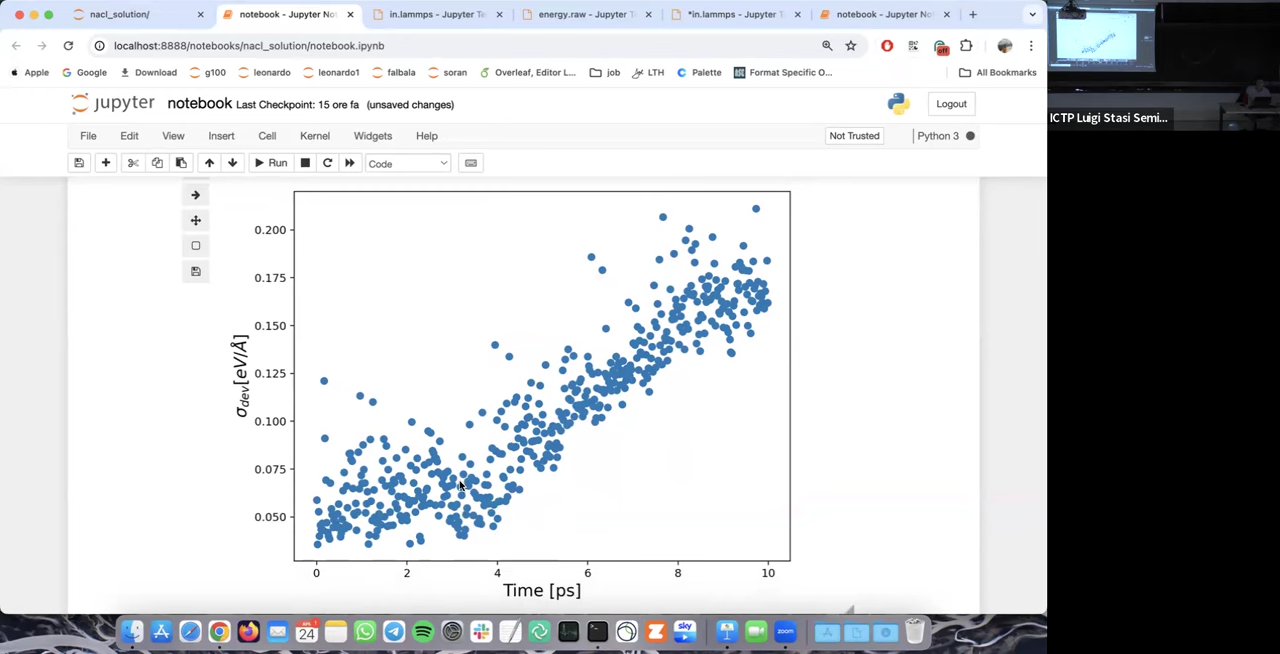 nacl_solution/
notebook - Jupyter No
in.lammps - Jupyter Te
energy.raw - Jupyter T
*in.lammps - Jupyter T
notebook - Jupyter No
localhost:8888/notebooks/nacl_solution/notebook.ipynb
off
Apple Google Download g100 leonardo leonardo1 falbala soran Overleaf, Editor L... job LTH Palette Format Specific O... All Bookmarks
jupyter notebook Last Checkpoint: 15 ore fa (unsaved changes) Logout
File Edit View Insert Cell Kernel Widgets Help Not Trusted Python 3
Run Code
ICTP Luigi Stasi Semi...
0.200
0.175
0.150
0.125
0.100
0.075
0.050
σdev[eV/Å]
0 2 4 6 8 10
Time [ps]
24
sky
zoom